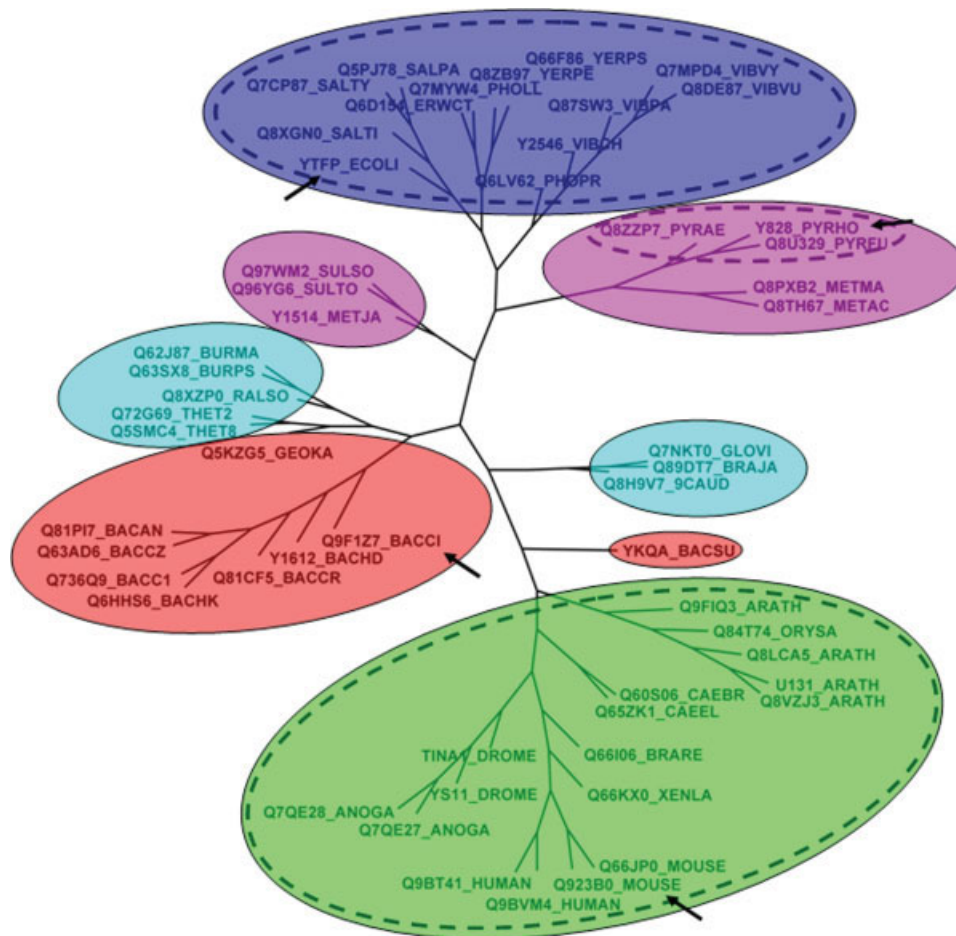 Q66F86_YERPS
Q5PJ78_SALPA
Q8ZB97_YERPE
Q7MPD4_VIBVY
Q7CP87_SALTY
Q7MYW4_PHOLL
Q8DE87_VIBVU
Q6D154_ERWCT
Q87SW3_VIBPA
Q8XGN0_SALTI
Y2546_VIBCH
YTFP_ECOLI
Q6LV62_PHOPR
Q8ZZP7_PYRAE
Y828_PYRHO
Q8U329_PYRFU
Q97WM2_SULSO
Q96YG6_SULTO
Q8PXB2_METMA
Q8TH67_METAC
Y1514_METJA
Q62J87_BURMA
Q63SX8_BURPS
Q8XZP0_RALSO
Q72G69_THET2
Q5SMC4_THET8
Q5KZG5_GEOKA
Q7NKT0_GLOVI
Q89DT7_BRAJA
Q8H9V7_9CAUD
Q81PI7_BACAN
Q9F1Z7_BACCI
Q63AD6_BACCZ
Y1612_BACHD
YKQA_BACSU
Q736Q9_BACC1
Q81CF5_BACCR
Q6HHS6_BACHK
Q9FIQ3_ARATH
Q84T74_ORYSA
Q8LCA5_ARATH
U131_ARATH
Q60S06_CAEBR
Q8VZJ3_ARATH
Q65ZK1_CAEEL
TINA1_DROME
Q66I06_BRARE
YS11_DROME
Q66KX0_XENLA
Q7QE28_ANOGA
Q7QE27_ANOGA
Q66JP0_MOUSE
Q9BT41_HUMAN
Q923B0_MOUSE
Q9BVM4_HUMAN